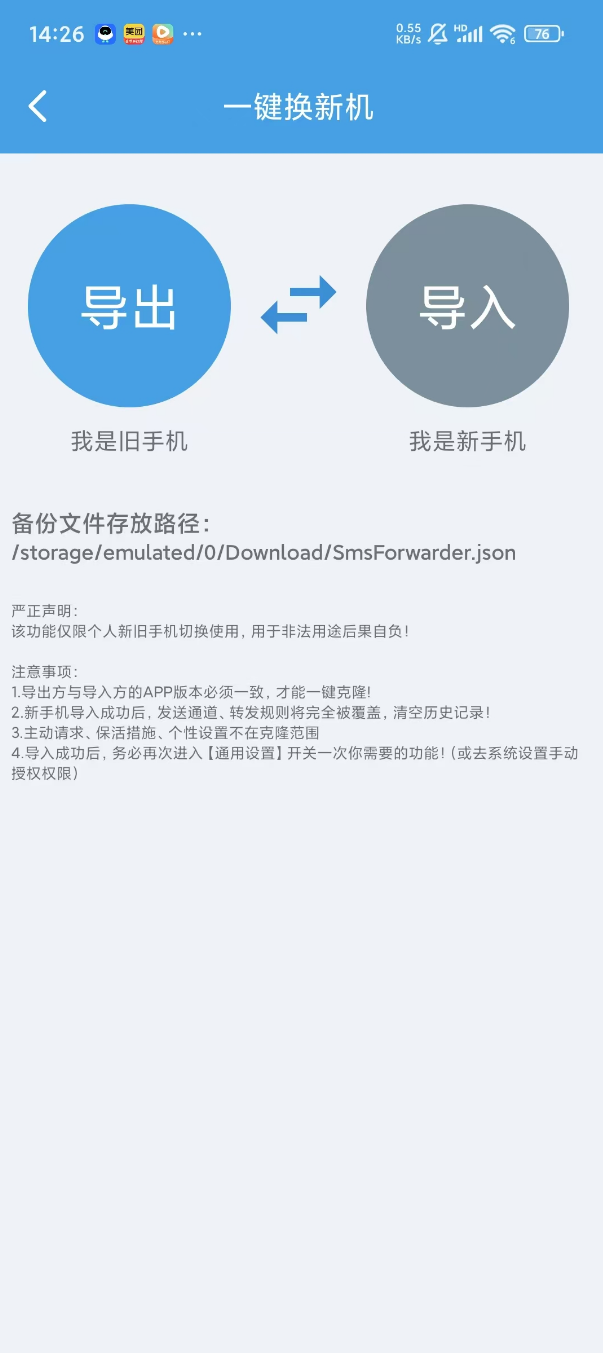 14:26
美团
0.55
KB/s
HD
6
76
一键换新机
导出
导入
我是旧手机
我是新手机
备份文件存放路径：
/storage/emulated/0/Download/SmsForwarder.json
严正声明：
该功能仅限个人新旧手机切换使用，用于非法用途后果自负！
注意事项：
1.导出方与导入方的APP版本必须一致，才能一键克隆!
2.新手机导入成功后，发送通道、转发规则将完全被覆盖，清空历史记录！
3.主动请求、保活措施、个性设置不在克隆范围
4.导入成功后，务必再次进入【通用设置】开关一次你需要的功能！（或去系统设置手动
授权权限）